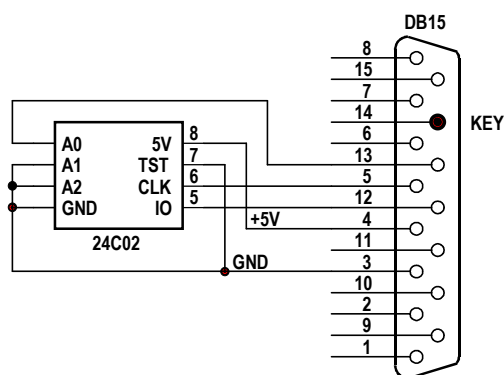 DB15
8
15
7
14 KEY
6
13
A0 5V 8
A1 TST 7 5
A2 CLK 6 12
GND IO 5 +5V 4
24C02 11
GND 3
10
2
9
1